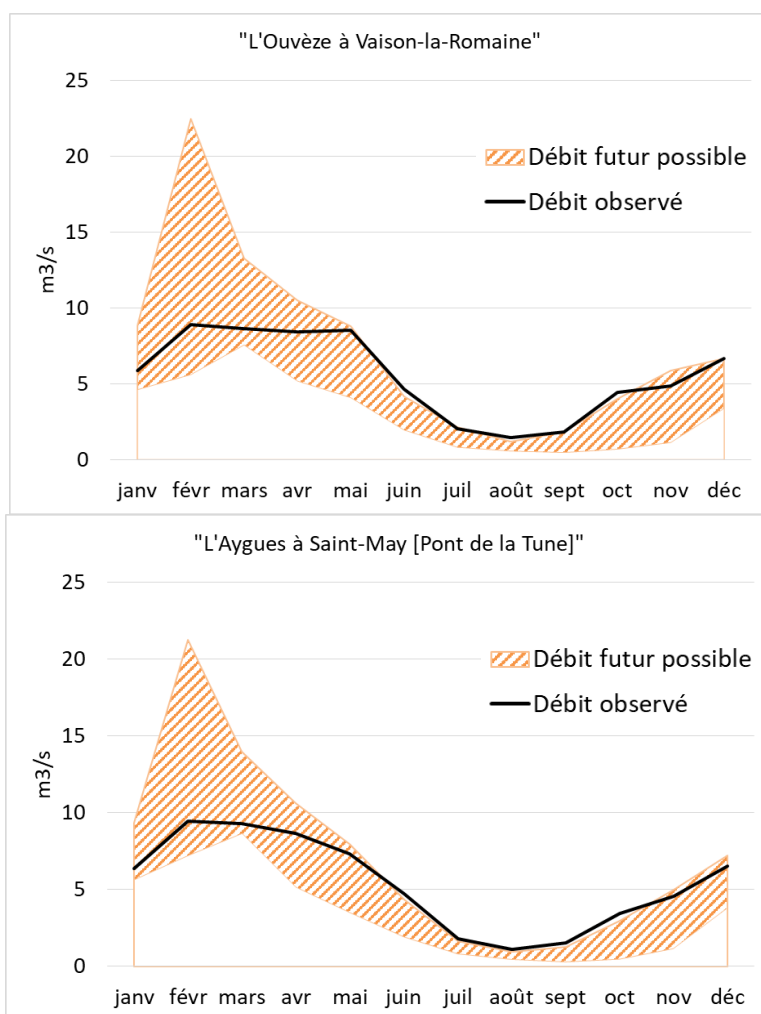 "L'Ouvèze à Vaison-la-Romaine"
25
20
15
10
5
0
m3/s
Débit futur possible
Débit observé
janv févr mars avr mai juin juil août sept oct nov déc
"L'Aygues à Saint-May [Pont de la Tune]"
25
20
15
10
5
0
m3/s
Débit futur possible
Débit observé
janv févr mars avr mai juin juil août sept oct nov déc